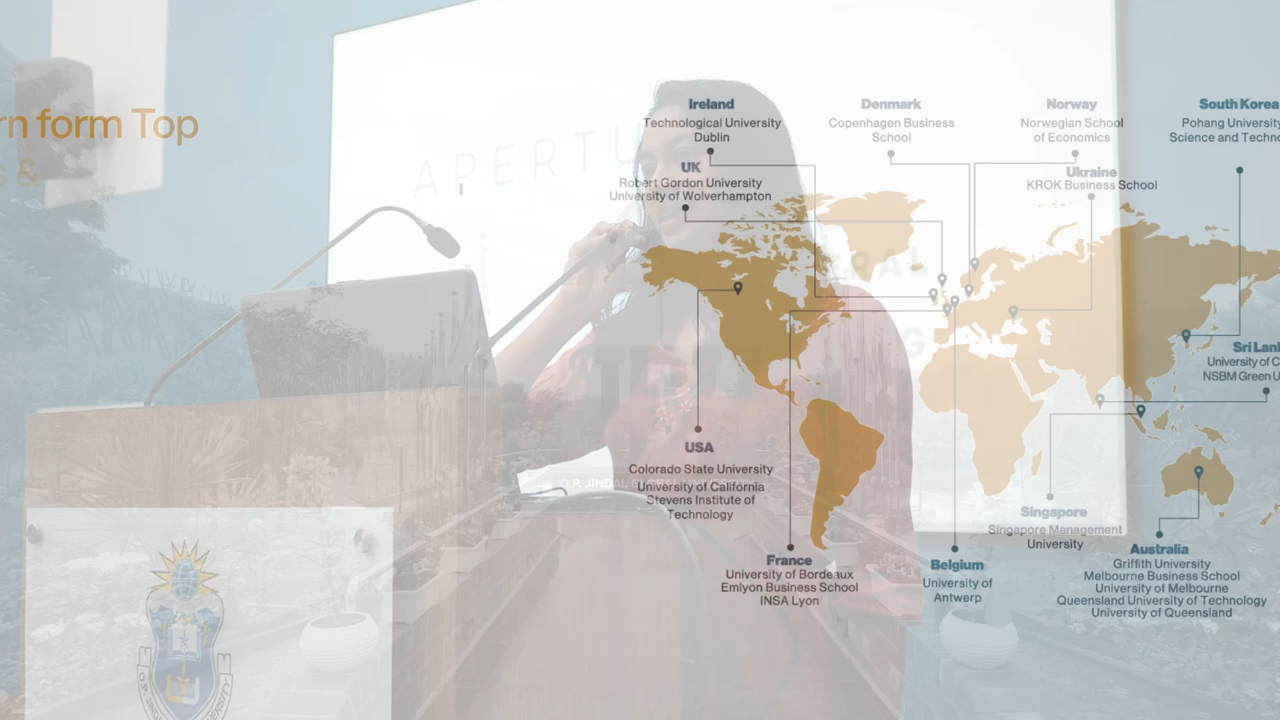 rn form Top
s &
APERTU
Ireland
Technological University
Dublin
UK
Robert Gordon University
University of Wolverhampton
Denmark
Copenhagen Business
School
Norway
Norwegian School
of Economics
Ukraine
KROK Business School
South Korea
Pohang University
Science and Techno
ERAL
Sri Lank
University of C
NSBM Green U
USA
Colorado State University
University of California
Stevens Institute of
Technology
Singapore
Singapore Management
University
France
University of Bordeaux
Emlyon Business School
INSA Lyon
Belgium
University of
Antwerp
Australia
Griffith University
Melbourne Business School
University of Melbourne
Queensland University of Technology
University of Queensland
O.P. JINDAL